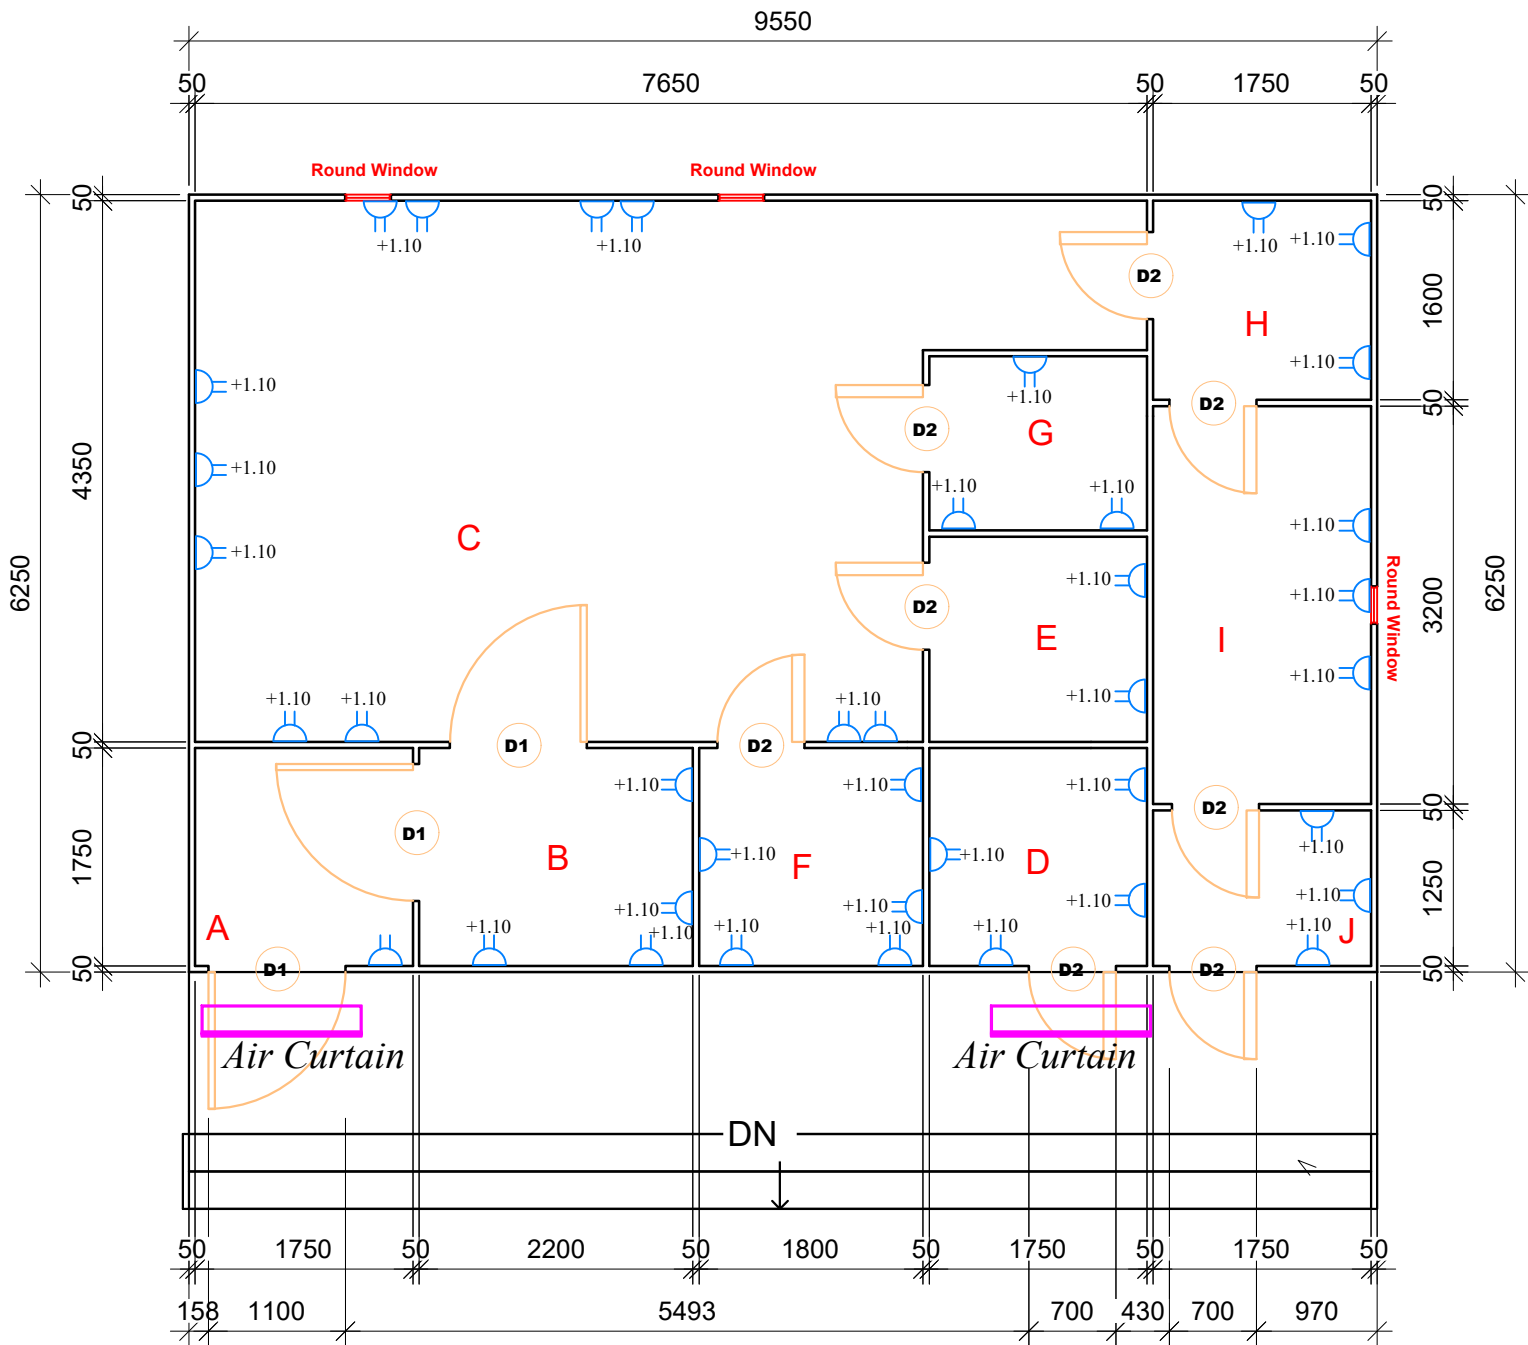 9550
50 7650 50 1750 50
Round Window Round Window
50 50
+1.10 +1.10 +1.10 +1.10
D2
1600
H
+1.10
+1.10 +1.10
50
D2
D2 G
4350
+1.10
+1.10 +1.10
C +1.10
+1.10
6250 6250
Round Window
+1.10
+1.10
3200
D2 E I
+1.10
+1.10
+1.10 +1.10 +1.10
50 D1 D2
+1.10 +1.10 +1.10
50
D2
D1
1750
+1.10 +1.10 +1.10
B F D
1250
+1.10
+1.10 +1.10 +1.10
A +1.10 +1.10 +1.10 +1.10 +1.10 +1.10 J
50 D1 D2 D2 50
Air Curtain Air Curtain
DN
50 1750 50 2200 50 1800 50 1750 50 1750 50
158 1100 5493 700 430 700 970